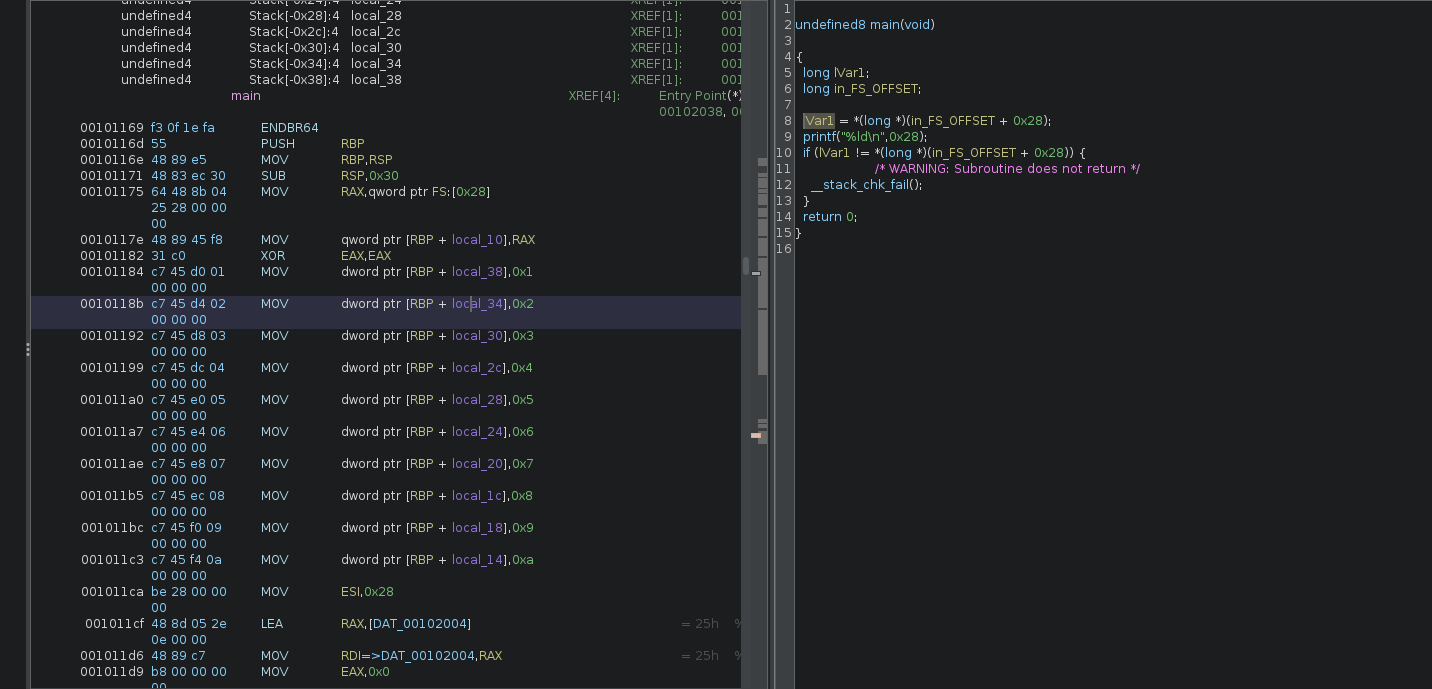 undefined4 Stack[-0x24]:4 local_24 XREF[1]: 001
undefined4 Stack[-0x28]:4 local_28 XREF[1]: 001
undefined4 Stack[-0x2c]:4 local_2c XREF[1]: 001
undefined4 Stack[-0x30]:4 local_30 XREF[1]: 001
undefined4 Stack[-0x34]:4 local_34 XREF[1]: 001
undefined4 Stack[-0x38]:4 local_38 XREF[1]: 001
main XREF[4]: Entry Point(*)
00102038, 0
00101169 f3 0f 1e fa ENDBR64
0010116d 55 PUSH RBP
0010116e 48 89 e5 MOV RBP,RSP
00101171 48 83 ec 30 SUB RSP,0x30
00101175 64 48 8b 04 MOV RAX,qword ptr FS:[0x28]
25 28 00 00
00
0010117e 48 89 45 f8 MOV qword ptr [RBP + local_10],RAX
00101182 31 c0 XOR EAX,EAX
00101184 c7 45 d0 01 MOV dword ptr [RBP + local_38],0x1
00 00 00
0010118b c7 45 d4 02 MOV dword ptr [RBP + local_34],0x2
00 00 00
00101192 c7 45 d8 03 MOV dword ptr [RBP + local_30],0x3
00 00 00
00101199 c7 45 dc 04 MOV dword ptr [RBP + local_2c],0x4
00 00 00
001011a0 c7 45 e0 05 MOV dword ptr [RBP + local_28],0x5
00 00 00
001011a7 c7 45 e4 06 MOV dword ptr [RBP + local_24],0x6
00 00 00
001011ae c7 45 e8 07 MOV dword ptr [RBP + local_20],0x7
00 00 00
001011b5 c7 45 ec 08 MOV dword ptr [RBP + local_1c],0x8
00 00 00
001011bc c7 45 f0 09 MOV dword ptr [RBP + local_18],0x9
00 00 00
001011c3 c7 45 f4 0a MOV dword ptr [RBP + local_14],0xa
00 00 00
001011ca be 28 00 00 MOV ESI,0x28
00
001011cf 48 8d 05 2e LEA RAX,[DAT_00102004] = 25h %
0e 00 00
001011d6 48 89 c7 MOV RDI=>DAT_00102004,RAX = 25h %
001011d9 b8 00 00 00 MOV EAX,0x0
00
1
2 undefined8 main(void)
3
4 {
5 long lVar1;
6 long in_FS_OFFSET;
7
8 lVar1 = *(long *)(in_FS_OFFSET + 0x28);
9 printf("%ld\n",0x28);
10 if (lVar1 != *(long *)(in_FS_OFFSET + 0x28)) {
11 /* WARNING: Subroutine does not return */
12 __stack_chk_fail();
13 }
14 return 0;
15 }
16